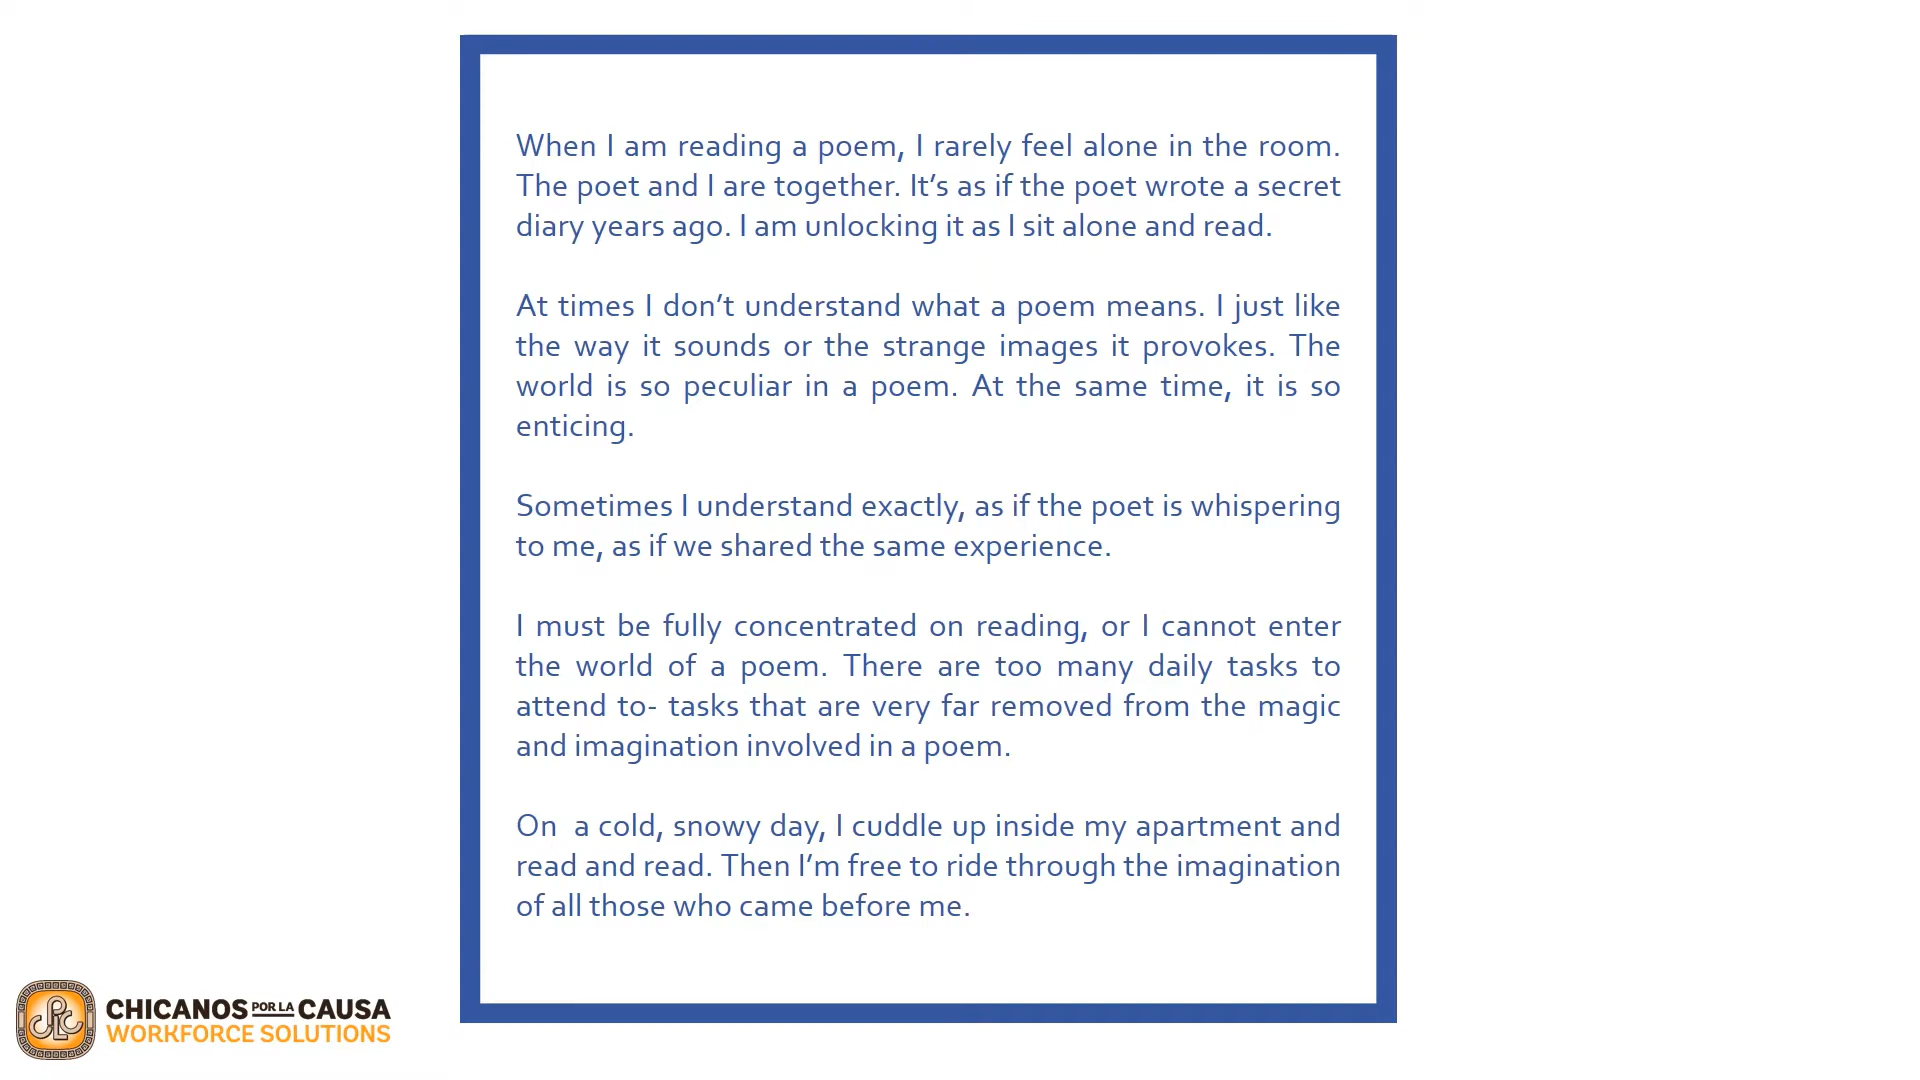 When I am reading a poem, I rarely feel alone in the room.
The poet and I are together. It’s as if the poet wrote a secret
diary years ago. I am unlocking it as I sit alone and read.
At times I don’t understand what a poem means. I just like
the way it sounds or the strange images it provokes. The
world is so peculiar in a poem. At the same time, it is so
enticing.
Sometimes I understand exactly, as if the poet is whispering
to me, as if we shared the same experience.
I must be fully concentrated on reading, or I cannot enter
the world of a poem. There are too many daily tasks to
attend to- tasks that are very far removed from the magic
and imagination involved in a poem.
On  a cold, snowy day, I cuddle up inside my apartment and
read and read. Then I’m free to ride through the imagination
of all those who came before me.
CPLC
CHICANOS POR LA CAUSA
WORKFORCE SOLUTIONS